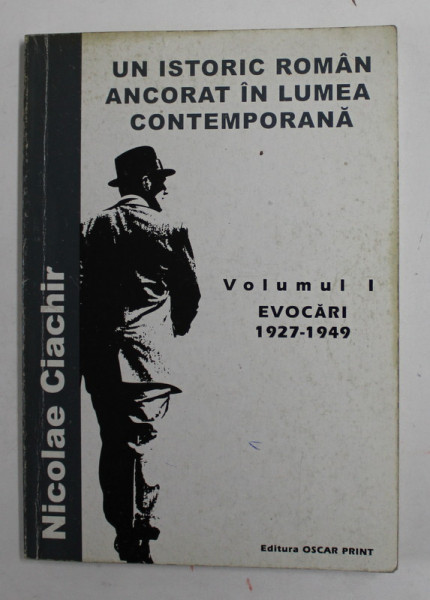 UN ISTORIC ROMÂN
ANCORAT ÎN LUMEA
CONTEMPORANĂ
Nicolae Ciachir
Volumul I
EVOCĂRI
1927-1949
Editura OSCAR PRINT